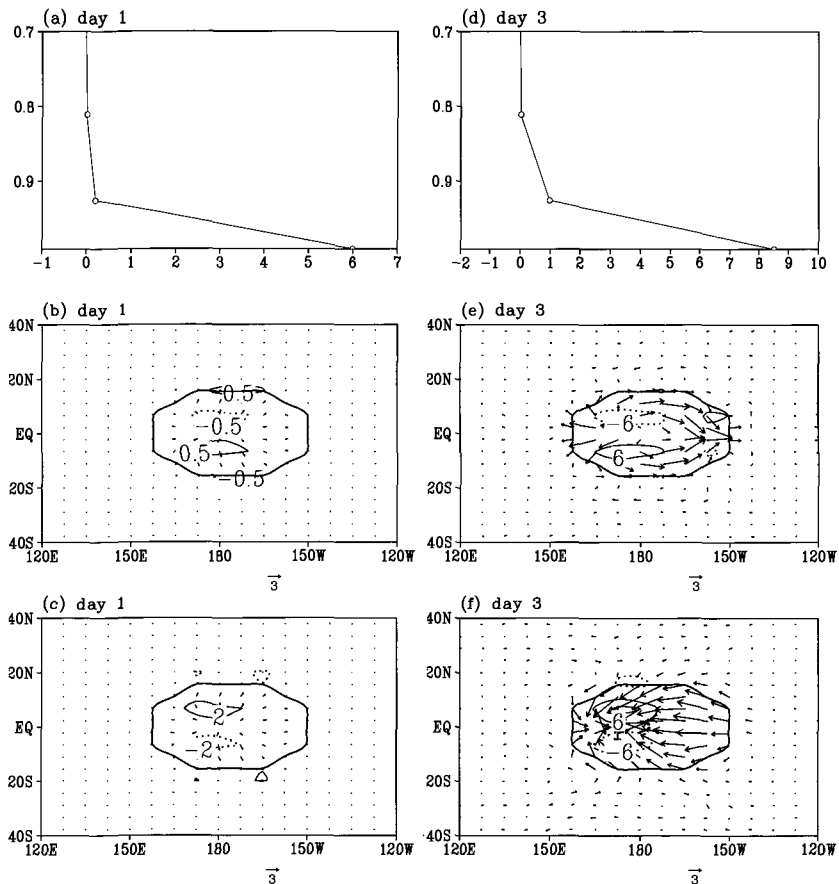 (a) day 1
0.7
0.8
0.9
-1 0 1 2 3 4 5 6 7
(d) day 3
0.7
0.8
0.9
-2 -1 0 1 2 3 4 5 6 7 8 9 10
(b) day 1
40N
20N
EQ
20S
40S
120E 150E 180 150W 120W
-0.5
-0.5
0.5
-0.5
3
(e) day 3
40N
20N
EQ
20S
40S
120E 150E 180 150W 120W
-6
6
3
(c) day 1
40N
20N
EQ
20S
40S
120E 150E 180 150W 120W
2
-2
3
(f) day 3
40N
20N
EQ
20S
40S
120E 150E 180 150W 120W
6
-6
3